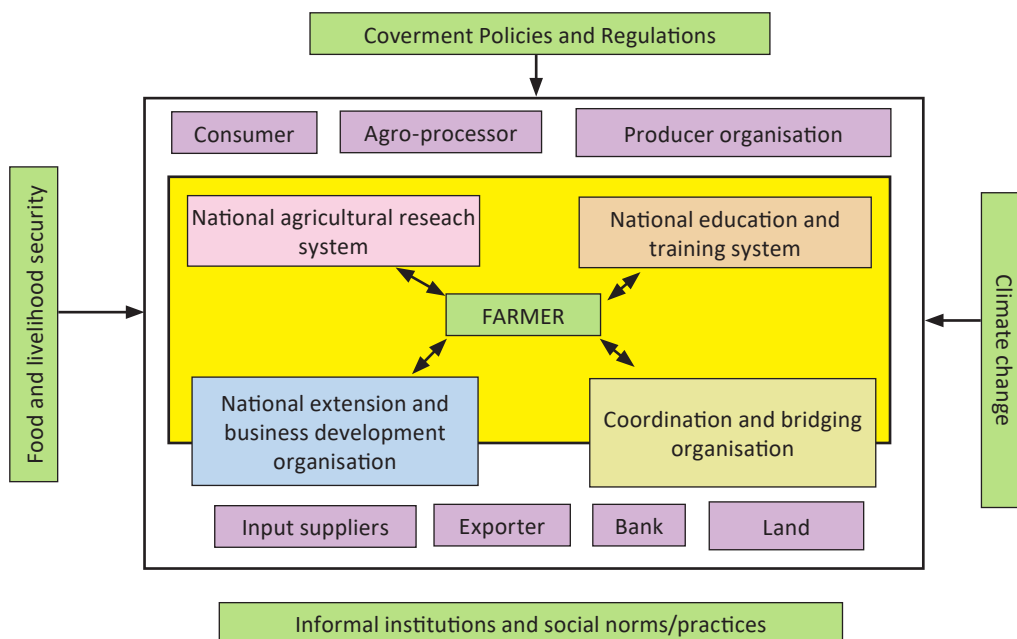 Coverment Policies and Regulations
Consumer
Agro-processor
Producer organisation
Food and livelihood security
National agricultural reseach
system
National education and
training system
FARMER
Climate change
National extension and
business development
organisation
Coordination and bridging
organisation
Input suppliers
Exporter
Bank
Land
Informal institutions and social norms/practices